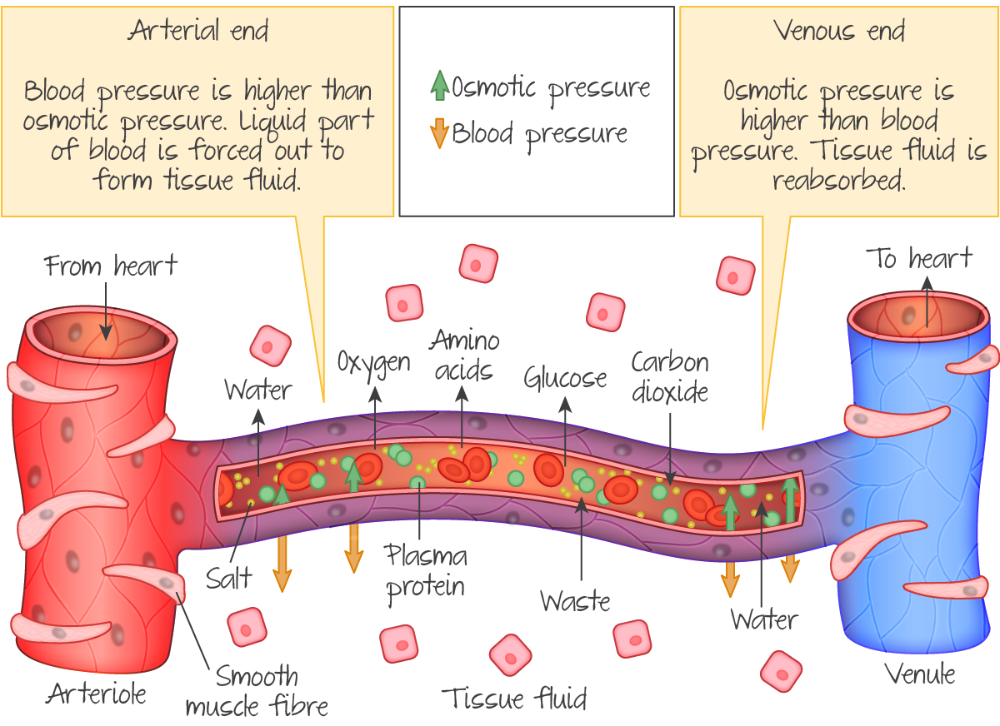 Arterial end
Blood pressure is higher than
osmotic pressure. Liquid part
of blood is forced out to
form tissue fluid.
Osmotic pressure
Blood pressure
Venous end
Osmotic pressure is
higher than blood
pressure. Tissue fluid is
reabsorbed.
From heart
To heart
Water
Oxygen
Amino
acids
Glucose
Carbon
dioxide
Salt
Plasma
protein
Waste
Water
Arteriole
Smooth
muscle fibre
Tissue fluid
Venule